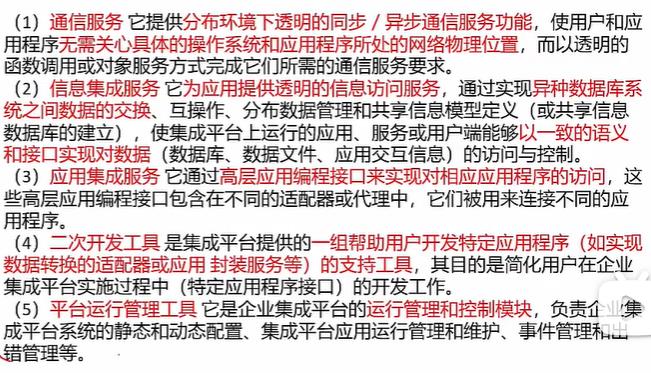 （1）通信服务 它提供分布环境下透明的同步／异步通信服务功能，使用户和应
用程序无需关心具体的操作系统和应用程序所处的网络物理位置，而以透明的
函数调用或对象服务方式完成它们所需的通信服务要求。
（2）信息集成服务 它为应用提供透明的信息访问服务，通过实现异种数据库系
统之间数据的交换、互操作、分布数据管理和共享信息模型定义（或共享信息
数据库的建立），使集成平台上运行的应用、服务或用户端能够以一致的语义
和接口实现对数据（数据库、数据文件、应用交互信息）的访问与控制。
（3）应用集成服务 它通过高层应用编程接口来实现对相应应用程序的访问，这
些高层应用编程接口包含在不同的适配器或代理中，它们被用来连接不同的应
用程序。
（4）二次开发工具 是集成平台提供的一组帮助用户开发特定应用程序（如实现
数据转换的适配器或应用 封装服务等）的支持工具，其目的是简化用户在企业
集成平台实施过程中（特定应用程序接口）的开发工作。
（5）平台运行管理工具 它是企业集成平台的运行管理和控制模块，负责企业集
成平台系统的静态和动态配置、集成平台应用运行管理和维护、事件管理和出
错管理等。